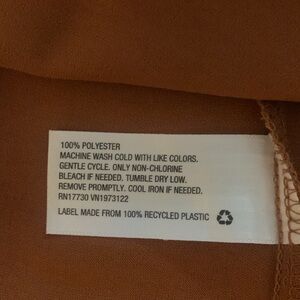 100% POLYESTER
MACHINE WASH COLD WITH LIKE COLORS.
GENTLE CYCLE. ONLY NON-CHLORINE
BLEACH IF NEEDED. TUMBLE DRY LOW.
REMOVE PROMPTLY. COOL IRON IF NEEDED.
RN17730 VN1973122
LABEL MADE FROM 100% RECYCLED PLASTIC